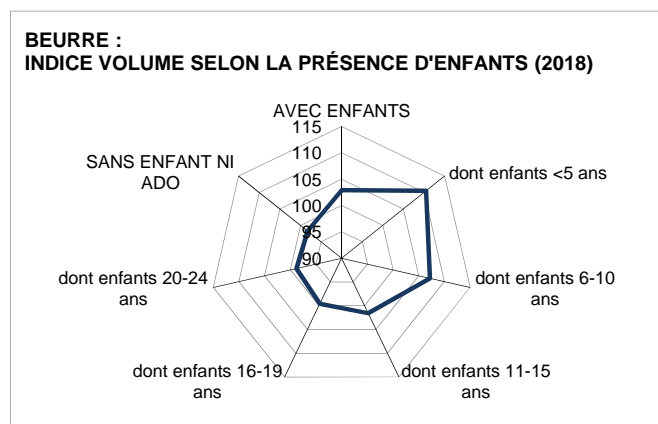 BEURRE :
INDICE VOLUME SELON LA PRÉSENCE D'ENFANTS (2018)
AVEC ENFANTS
115
110
105
100
95
90
dont enfants <5 ans
dont enfants 6-10
ans
dont enfants 11-15
ans
dont enfants 16-19
ans
dont enfants 20-24
ans
SANS ENFANT NI
ADO